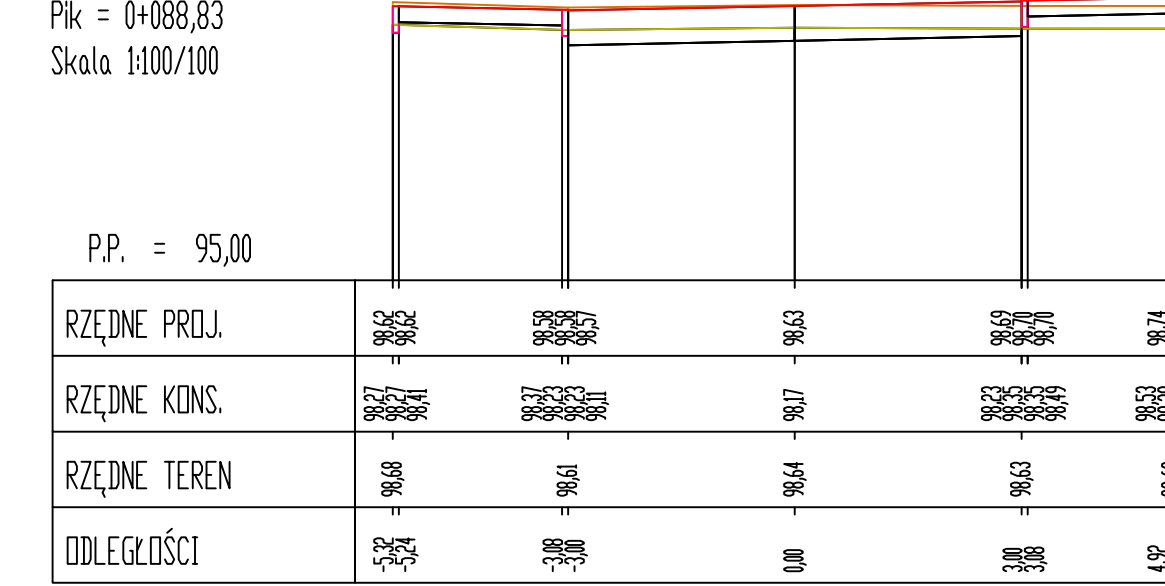 Pik = 0+088,83
Skala 1:100/100
P.P. = 95,00
RZĘDNE PROJ. 98,62 98,62 98,58 98,58 98,57 98,63 98,69 98,70 98,70 98,74
RZĘDNE KONS. 98,27 98,27 98,41 98,37 98,23 98,23 98,11 98,17 98,23 98,35 98,35 98,49 98,53
RZĘDNE TEREN 98,68 98,61 98,64 98,63
ODLEGŁOŚCI -5,32 -5,24 -3,08 -3,00 0,00 3,00 3,08 4,92